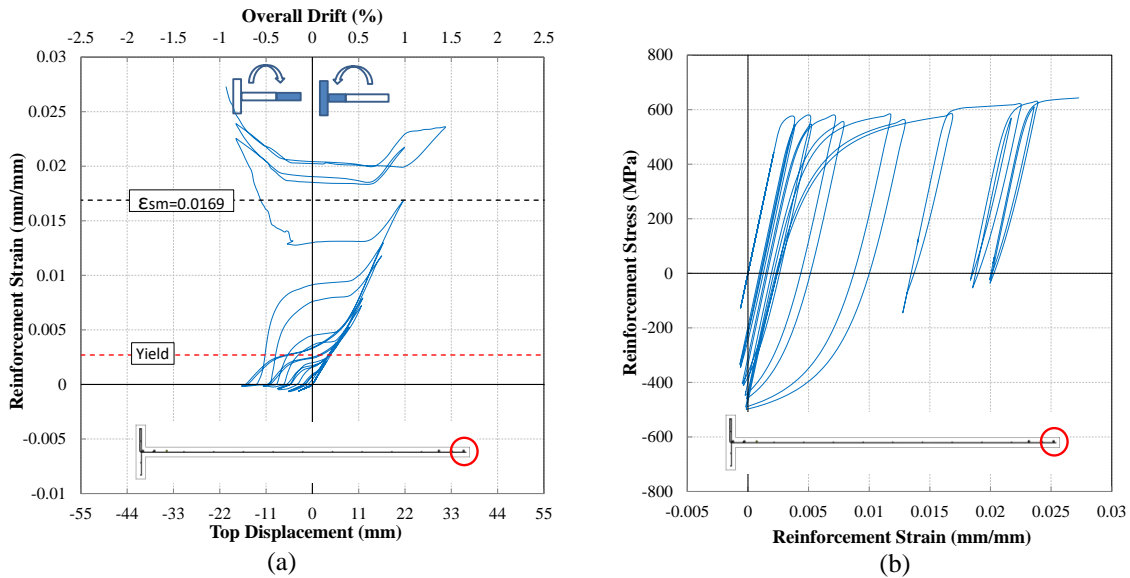 Overall Drift (%)
-2.5 -2 -1.5 -1 -0.5 0 0.5 1 1.5 2 2.5
0.03
0.025
0.02
0.015
0.01
0.005
0
-0.005
-0.01
Reinforcement Strain (mm/mm)
εsm=0.0169
Yield
-55 -44 -33 -22 -11 0 11 22 33 44 55
Top Displacement (mm)
(a)
800
600
400
200
0
-200
-400
-600
-800
Reinforcement Stress (MPa)
-0.005 0 0.005 0.01 0.015 0.02 0.025 0.03
Reinforcement Strain (mm/mm)
(b)